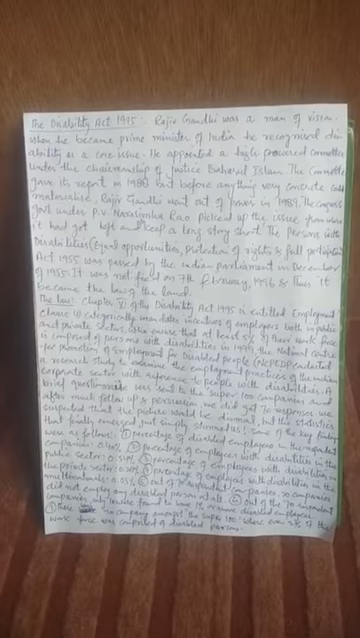 The Disability Act 1995:- Rajiv Gandhi was a man of vision.
when he became prime minister of India he recognised dis-
ability as a core issue. He appointed a high powered committee
under the chairmanship of justice Baharul Islam. The committe
gave its report in 1988 but before anything very concrete could
materialise, Rajiv Gandhi went out of power in 1989. The congress
govt under P.V. Narasimha Rao picked up the issue from where
it had got left and keep a long story short The persons with
Disabilities (Equal opportunities, protection of rights & full participation)
Act 1995 was passed by the indian parliament in December
of 1955. It was notified on 7th february, 1996 & thus it
became the law of the land.
The law: Chapter of the Disability Act 1995 is entitled Employment
clause categorically mandates incentives of employers both in public
and private sector, to ensure that at least 5% of their work force
is composed of persons with disabilities in 1999, the National Centre
for promotion of Employment for Disabled people (NCPEDP) conducted
a research study to examine the employment practices of the indian
corporate sector with reference to people with disabilities. A
brief questionnaire was sent to the super 100 companies and
after much follow up & persuasion we did get 70 responses we
suspected that the picture would be dismal, but the statistics
that finally emerged just simply stunned us! some of the key findings
were as follows: ① percentage of disabled employees in the respondent
companies: 0.40% ② percentage of employees with disabilities in the
public sector: 0.54% ③ percentage of employees with disabilities in
the private sector: 0.28% ④ percentage of employees with disabilities in the
multinationals: 0.05% ⑤ out of 70 respondent companies, 20 companies
did not employ any disabled person at all. ⑥ out of the 70 respondent
companies, only were found to have 1% or more disabled employees
There no company amongst the super 100! where even 2% of the
work force was comprised of disabled persons.